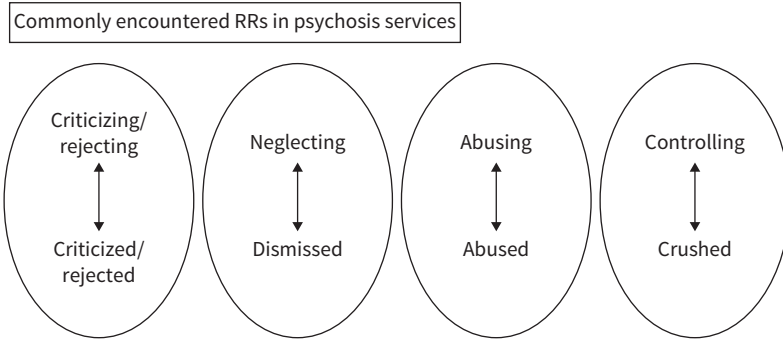 Commonly encountered RRs in psychosis services
Criticizing/
rejecting
Criticized/
rejected
Neglecting
Dismissed
Abusing
Abused
Controlling
Crushed